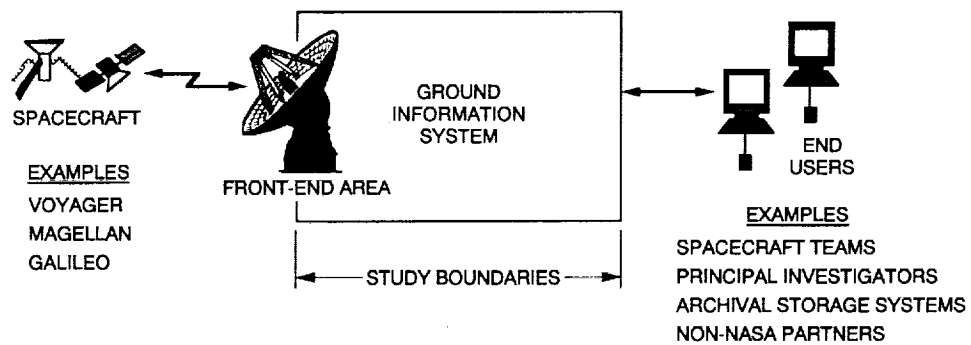 SPACECRAFT
EXAMPLES
VOYAGER
MAGELLAN
GALILEO
FRONT-END AREA
GROUND
INFORMATION
SYSTEM
STUDY BOUNDARIES
END
USERS
EXAMPLES
SPACECRAFT TEAMS
PRINCIPAL INVESTIGATORS
ARCHIVAL STORAGE SYSTEMS
NON-NASA PARTNERS